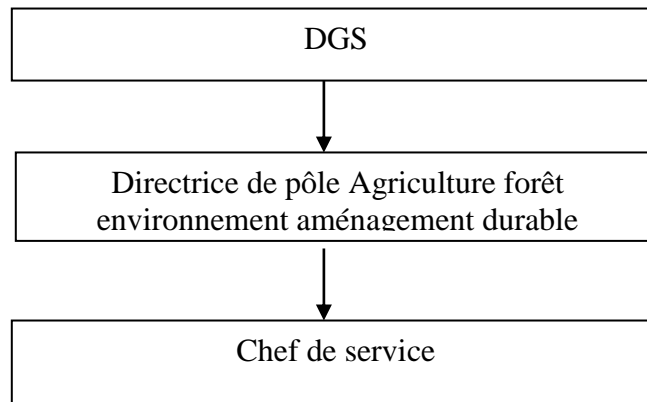 DGS
Directrice de pôle Agriculture forêt
environnement aménagement durable
Chef de service